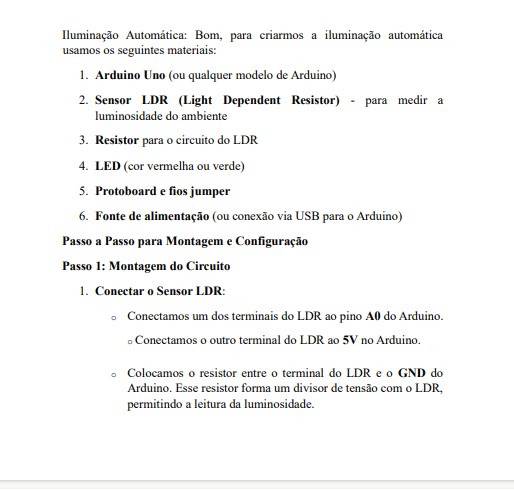 Iluminação Automática: Bom, para criarmos a iluminação automática
usamos os seguintes materiais:
1. Arduino Uno (ou qualquer modelo de Arduino)
2. Sensor LDR (Light Dependent Resistor) - para medir a
luminosidade do ambiente
3. Resistor para o circuito do LDR
4. LED (cor vermelha ou verde)
5. Protoboard e fios jumper
6. Fonte de alimentação (ou conexão via USB para o Arduino)
Passo a Passo para Montagem e Configuração
Passo 1: Montagem do Circuito
1. Conectar o Sensor LDR:
o Conectamos um dos terminais do LDR ao pino A0 do Arduino.
o Conectamos o outro terminal do LDR ao 5V no Arduino.
o Colocamos o resistor entre o terminal do LDR e o GND do
Arduino. Esse resistor forma um divisor de tensão com o LDR,
permitindo a leitura da luminosidade.